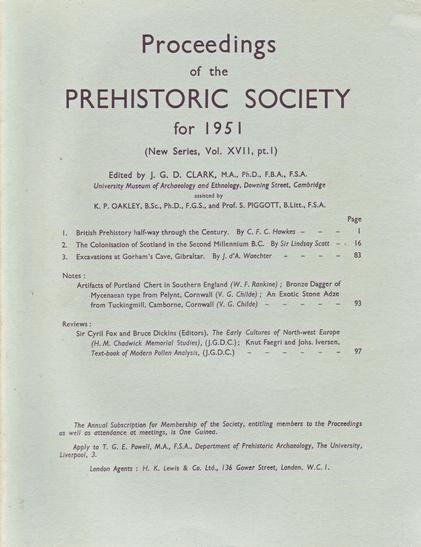 Proceedings
of the
PREHISTORIC SOCIETY
for 1951
(New Series, Vol. XVII, pt.1)
Edited by J. G. D. CLARK, M.A., Ph.D., F.B.A., F.S.A.
University Museum of Archaeology and Ethnology, Downing Street, Cambridge
assisted by
K. P. OAKLEY, B.Sc., Ph.D., F.G.S., and Prof. S. PIGGOTT, B.Litt., F.S.A.
Page
1. British Prehistory half-way through the Century. By C. F. C. Hawkes – – – 1
2. The Colonisation of Scotland in the Second Millennium B.C. By Sir Lindsay Scott – - 16
3. Excavations at Gorham's Cave, Gibraltar. By J. d'A. Waechter – – – – 83
Notes :
Artifacts of Portland Chert in Southern England (W. F. Rankine) ; Bronze Dagger of
Mycenaean type from Pelynt, Cornwall (V. G. Childe) ; An Exotic Stone Adze
from Tuckingmill, Camborne, Cornwall (V. G. Childe) – – – – – 93
Reviews :
Sir Cyril Fox and Bruce Dickins (Editors). The Early Cultures of North-west Europe
(H. M. Chadwick Memorial Studies), (J.G.D.C.) ; Knut Faegri and Johs. Iversen,
Text-book of Modern Pollen Analysis, (J.G.D.C.) – – – – – – 97
The Annual Subscription for Membership of the Society, entitling members to the Proceedings
as well as attendance at meetings, is One Guinea.
Apply to T. G. E. Powell, M.A., F.S.A., Department of Prehistoric Archaeology, The University,
Liverpool, 3.
London Agents : H. K. Lewis & Co. Ltd., 136 Gower Street, London, W.C. 1.